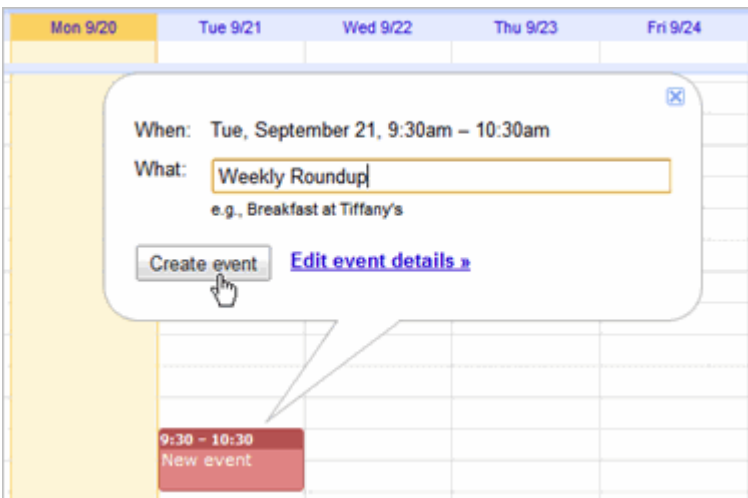 Mon 9/20 Tue 9/21 Wed 9/22 Thu 9/23 Fri 9/24
When: Tue, September 21, 9:30am – 10:30am
What: Weekly Roundup
e.g., Breakfast at Tiffany's
Create event Edit event details »
9:30 – 10:30
New event